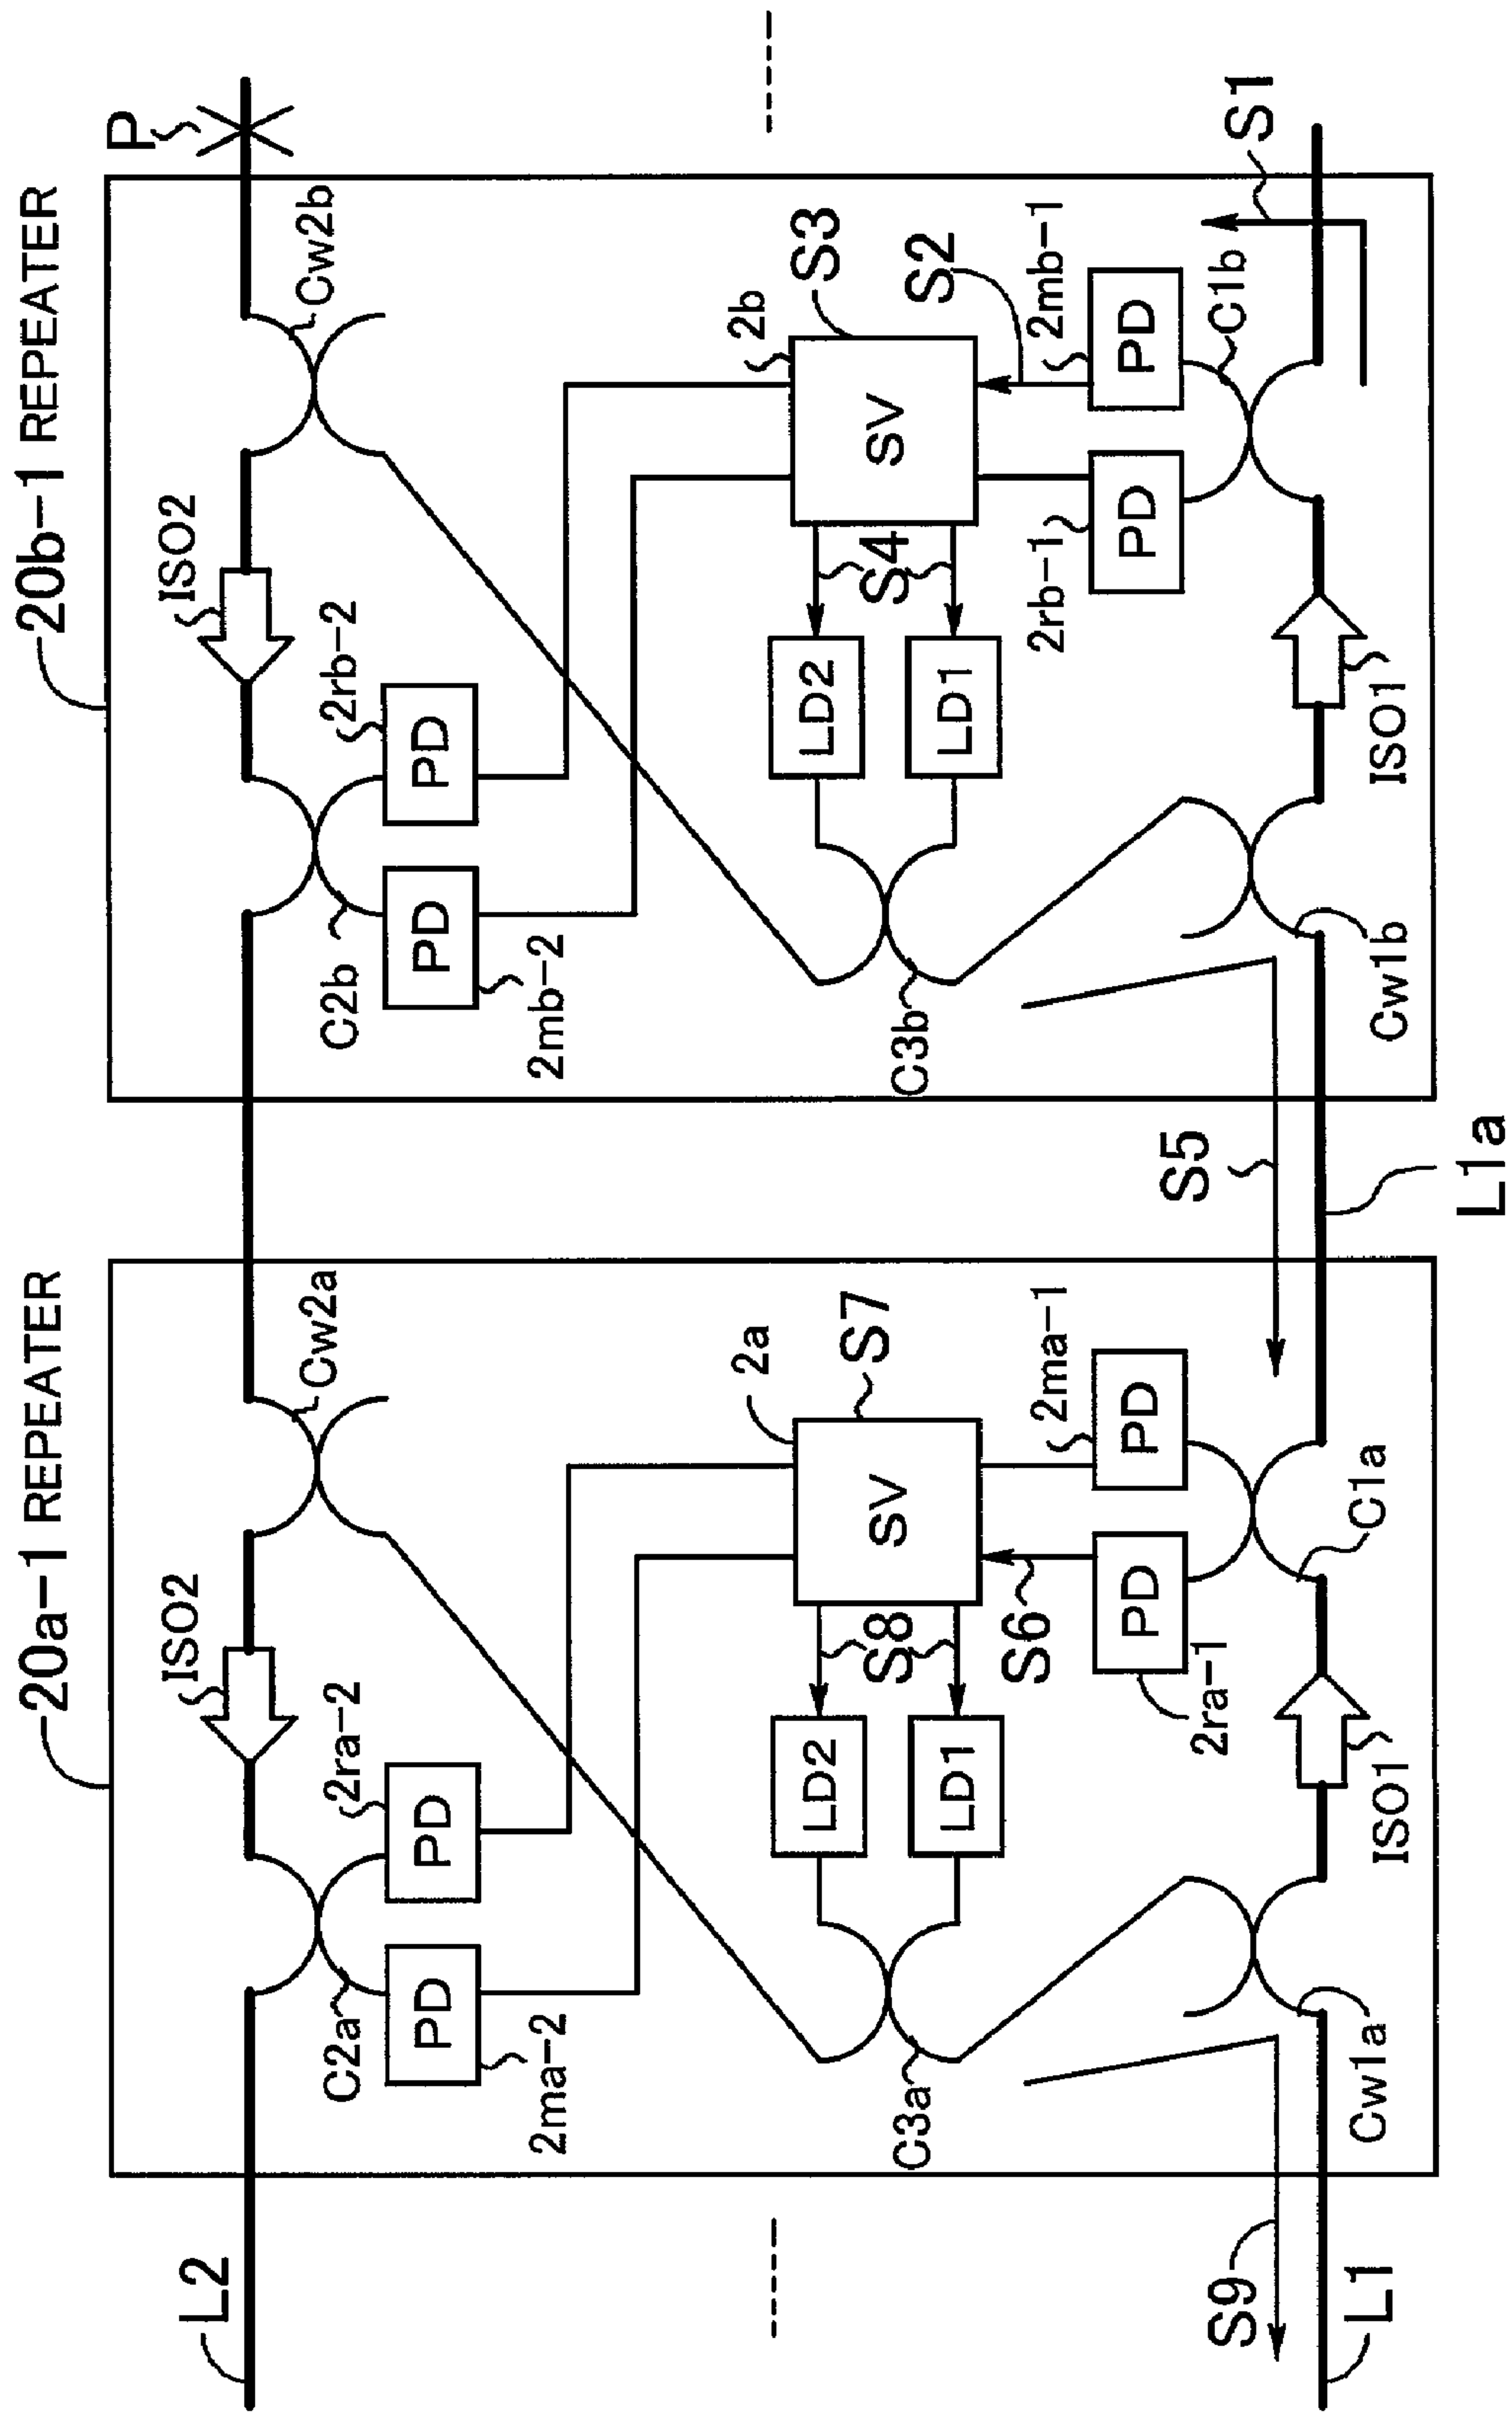 20a-1 REPEATER
20b-1 REPEATER
L2
C2a
PD
2ma-2
2ra-2
PD
ISO2
Cw2a
C2b
PD
2mb-2
2rb-2
PD
ISO2
Cw2b
P
C3a
LD2
LD1
S8
SV
2a
S7
S6
C3b
LD2
LD1
S4
SV
2b
S3
S2
S9
L1
Cw1a
ISO1
2ra-1
PD
PD
2ma-1
C1a
S5
L1a
Cw1b
ISO1
2rb-1
PD
PD
2mb-1
C1b
S1